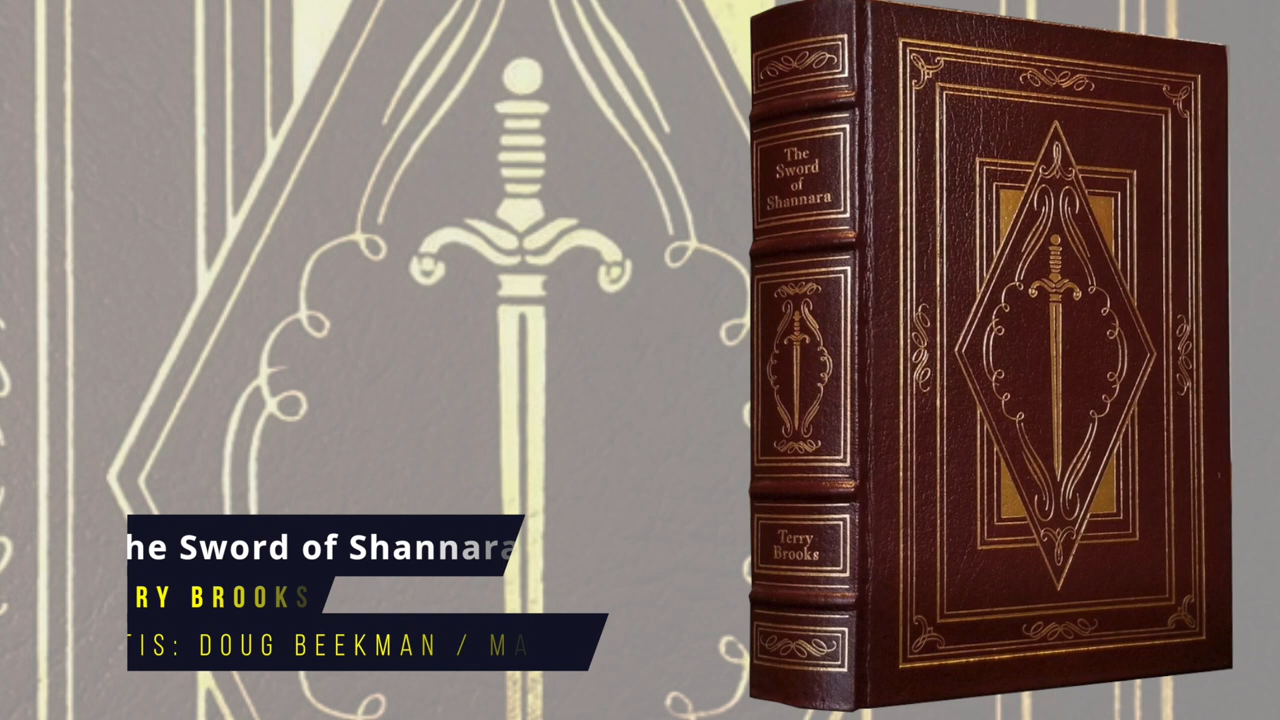 he Sword of Shannara
RY BROOKS
TIS: DOUG BEEKMAN / MA
The
Sword
of
Shannara
Terry
Brooks